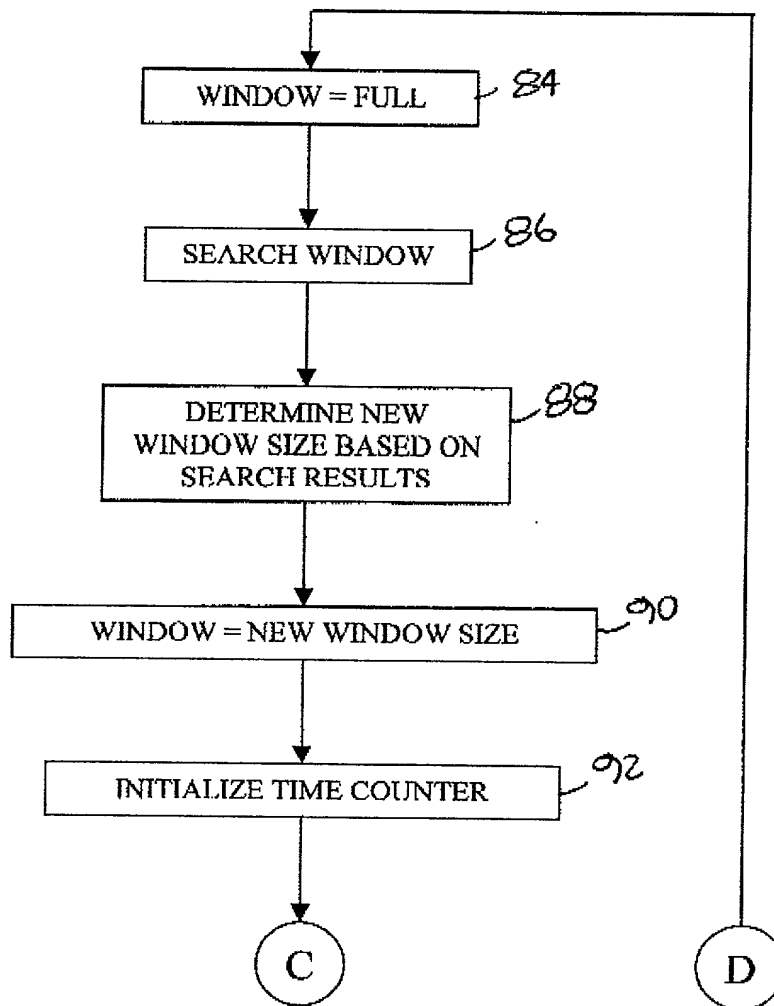 WINDOW = FULL
84
SEARCH WINDOW
86
DETERMINE NEW
WINDOW SIZE BASED ON
SEARCH RESULTS
88
WINDOW = NEW WINDOW SIZE
90
INITIALIZE TIME COUNTER
92
C
D